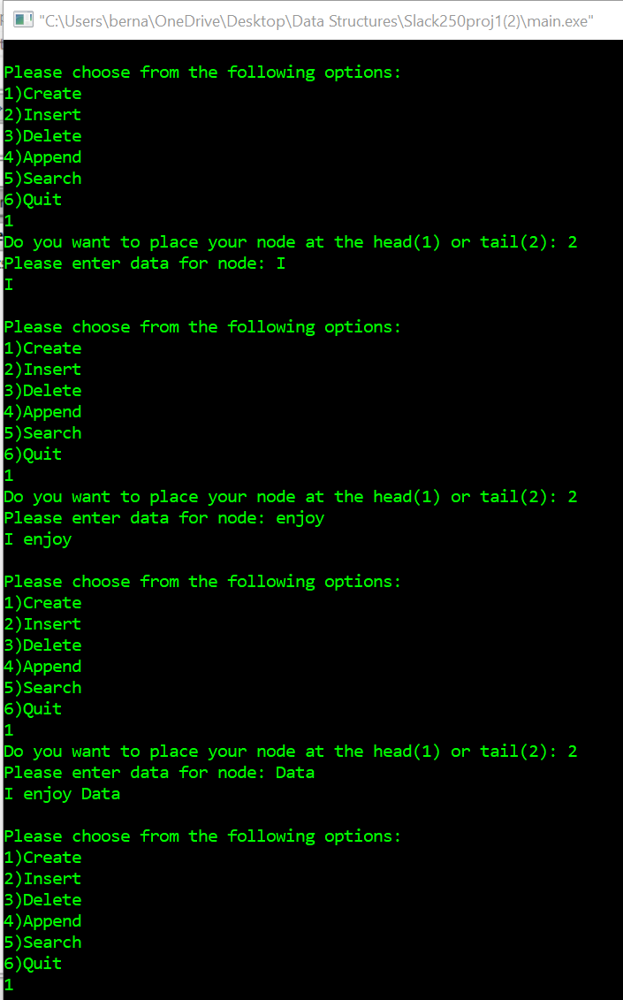 "C:\Users\berna\OneDrive\Desktop\Data Structures\Slack250proj1(2)\main.exe"
Please choose from the following options:
1)Create
2)Insert
3)Delete
4)Append
5)Search
6)Quit
1
Do you want to place your node at the head(1) or tail(2): 2
Please enter data for node: I
I
Please choose from the following options:
1)Create
2)Insert
3)Delete
4)Append
5)Search
6)Quit
1
Do you want to place your node at the head(1) or tail(2): 2
Please enter data for node: enjoy
I enjoy
Please choose from the following options:
1)Create
2)Insert
3)Delete
4)Append
5)Search
6)Quit
1
Do you want to place your node at the head(1) or tail(2): 2
Please enter data for node: Data
I enjoy Data
Please choose from the following options:
1)Create
2)Insert
3)Delete
4)Append
5)Search
6)Quit
1